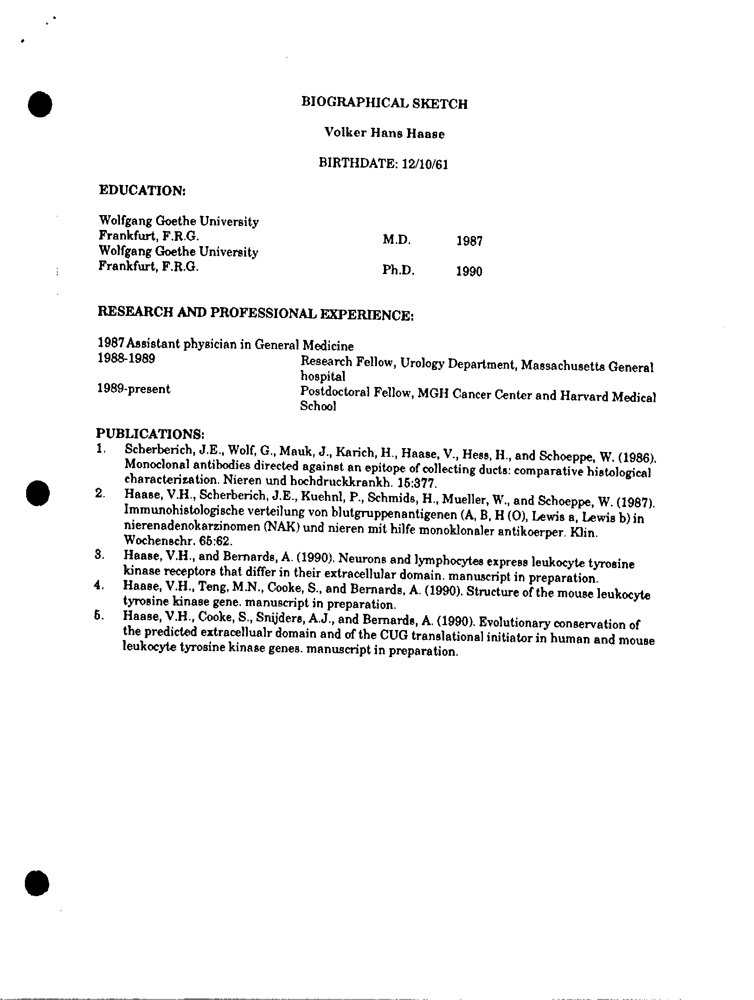 BIOGRAPHICAL SKETCH
Volker Hans Haase
BIRTHDATE: 12/10/61
EDUCATION:
Wolfgang Goethe University
Frankfurt, F.R.G. M.D. 1987
Wolfgang Goethe University
Frankfurt, F.R.G. Ph.D. 1990
RESEARCH AND PROFESSIONAL EXPERIENCE:
1987 Assistant physician in General Medicine
1988-1989 Research Fellow, Urology Department, Massachusetts General
hospital
1989-present Postdoctoral Fellow, MGH Cancer Center and Harvard Medical
School
PUBLICATIONS:
1. Scherberich, J.E., Wolf, G., Mauk, J., Karich, H., Haase, V., Hess, H., and Schoeppe, W. (1986).
Monoclonal antibodies directed against an epitope of collecting ducts: comparative histological
characterization. Nieren und hochdruckkrankh. 15:377.
2. Haase, V.H., Scherberich, J.E., Kuehnl, P., Schmids, H., Mueller, W., and Schoeppe, W. (1987).
Immunohistologische verteilung von blutgruppenantigenen (A, B, H (O), Lewis a, Lewis b) in
nierenadenokarzinomen (NAK) und nieren mit hilfe monoklonaler antikoerper. Klin.
Wochenschr. 65:62.
3. Haase, V.H., and Bernards, A. (1990). Neurons and lymphocytes express leukocyte tyrosine
kinase receptors that differ in their extracellular domain. manuscript in preparation.
4. Haase, V.H., Teng, M.N., Cooke, S., and Bernards, A. (1990). Structure of the mouse leukocyte
tyrosine kinase gene. manuscript in preparation.
5. Haase, V.H., Cooke, S., Snijders, A.J., and Bernards, A. (1990). Evolutionary conservation of
the predicted extracellualr domain and of the CUG translational initiator in human and mouse
leukocyte tyrosine kinase genes. manuscript in preparation.